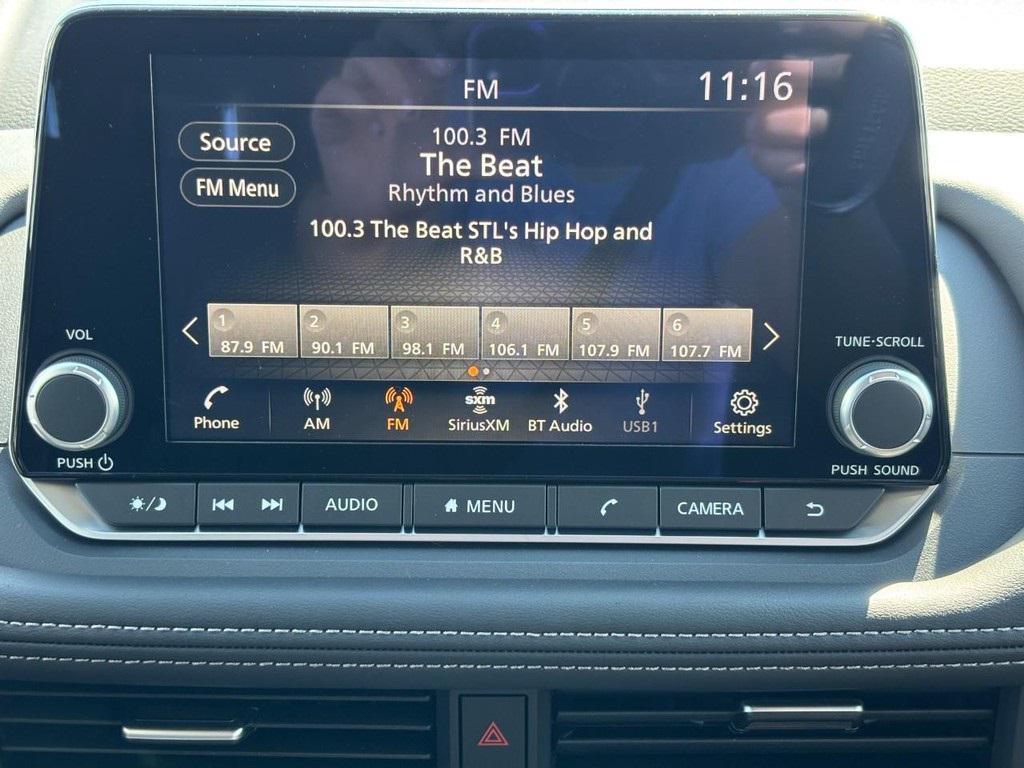 FM 11:16
Source
FM Menu
100.3 FM
The Beat
Rhythm and Blues
100.3 The Beat STL's Hip Hop and
R&B
1 2 3 4 5 6
87.9 FM 90.1 FM 98.1 FM 106.1 FM 107.9 FM 107.7 FM
VOL
TUNE·SCROLL
sxm
Phone AM FM SiriusXM BT Audio USB1 Settings
PUSH
PUSH SOUND
AUDIO MENU CAMERA